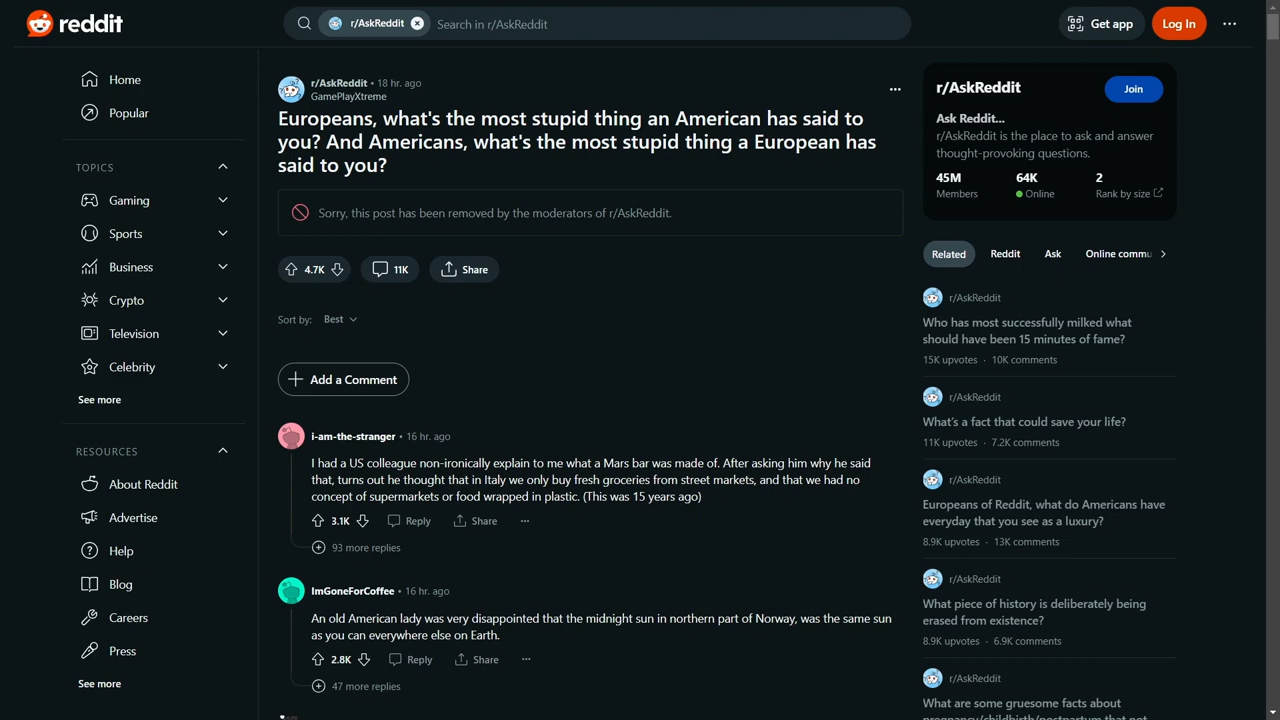 reddit
r/AskReddit
Search in r/AskReddit
Get app
Log In
Home
Popular
TOPICS
Gaming
Sports
Business
Crypto
Television
Celebrity
See more
RESOURCES
About Reddit
Advertise
Help
Blog
Careers
Press
See more
r/AskReddit • 18 hr. ago
GamePlayXtreme
Europeans, what's the most stupid thing an American has said to
you? And Americans, what's the most stupid thing a European has
said to you?
Sorry, this post has been removed by the moderators of r/AskReddit.
4.7K
11K
Share
Sort by: Best
Add a Comment
i-am-the-stranger • 16 hr. ago
I had a US colleague non-ironically explain to me what a Mars bar was made of. After asking him why he said
that, turns out he thought that in Italy we only buy fresh groceries from street markets, and that we had no
concept of supermarkets or food wrapped in plastic. (This was 15 years ago)
3.1K Reply Share
93 more replies
ImGoneForCoffee • 16 hr. ago
An old American lady was very disappointed that the midnight sun in northern part of Norway, was the same sun
as you can everywhere else on Earth.
2.8K Reply Share
47 more replies
r/AskReddit
Join
Ask Reddit...
r/AskReddit is the place to ask and answer
thought-provoking questions.
45M 64K 2
Members Online Rank by size
Related Reddit Ask Online commu
r/AskReddit
Who has most successfully milked what
should have been 15 minutes of fame?
15K upvotes · 10K comments
r/AskReddit
What's a fact that could save your life?
11K upvotes · 7.2K comments
r/AskReddit
Europeans of Reddit, what do Americans have
everyday that you see as a luxury?
8.9K upvotes · 13K comments
r/AskReddit
What piece of history is deliberately being
erased from existence?
8.9K upvotes · 6.9K comments
r/AskReddit
What are some gruesome facts about
pregnancy/childbirth/postpartum that not